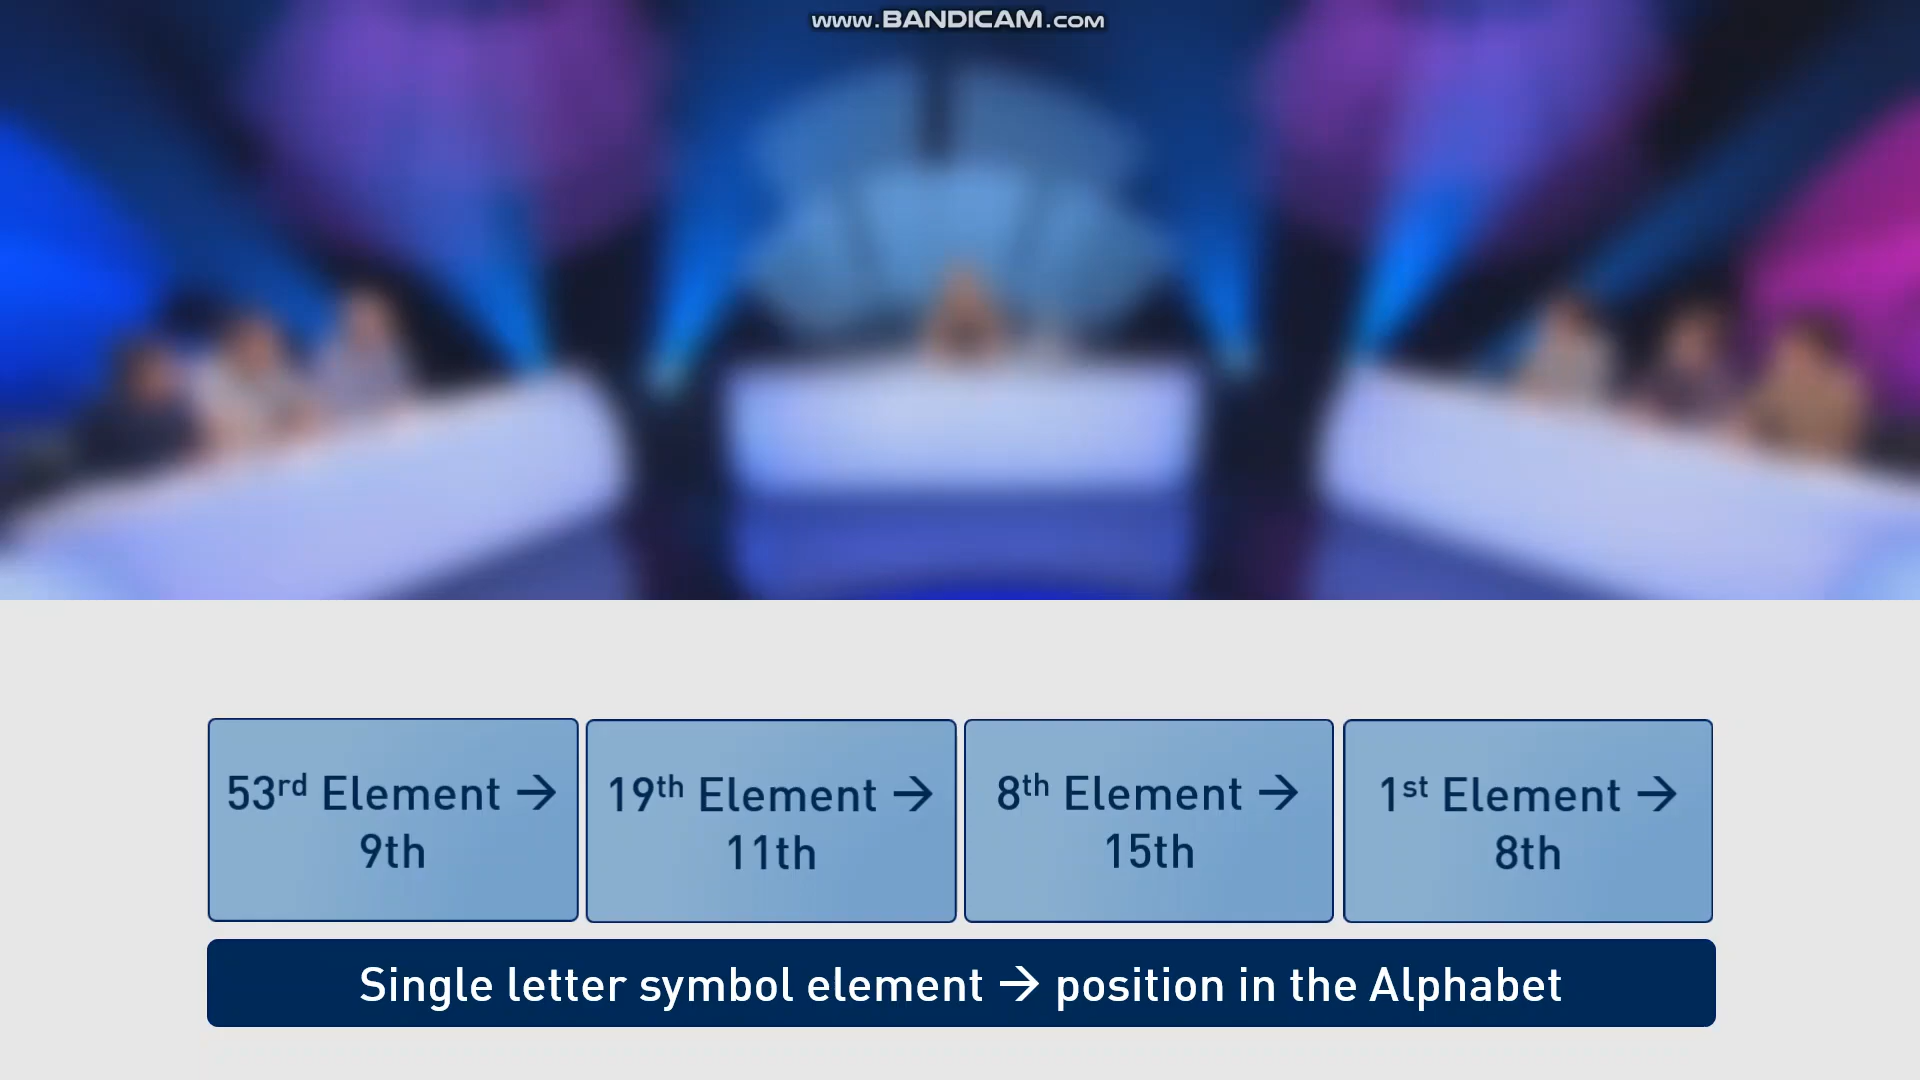 www.BANDICAM.com
53rd Element →
9th
19th Element →
11th
8th Element →
15th
1st Element →
8th
Single letter symbol element → position in the Alphabet